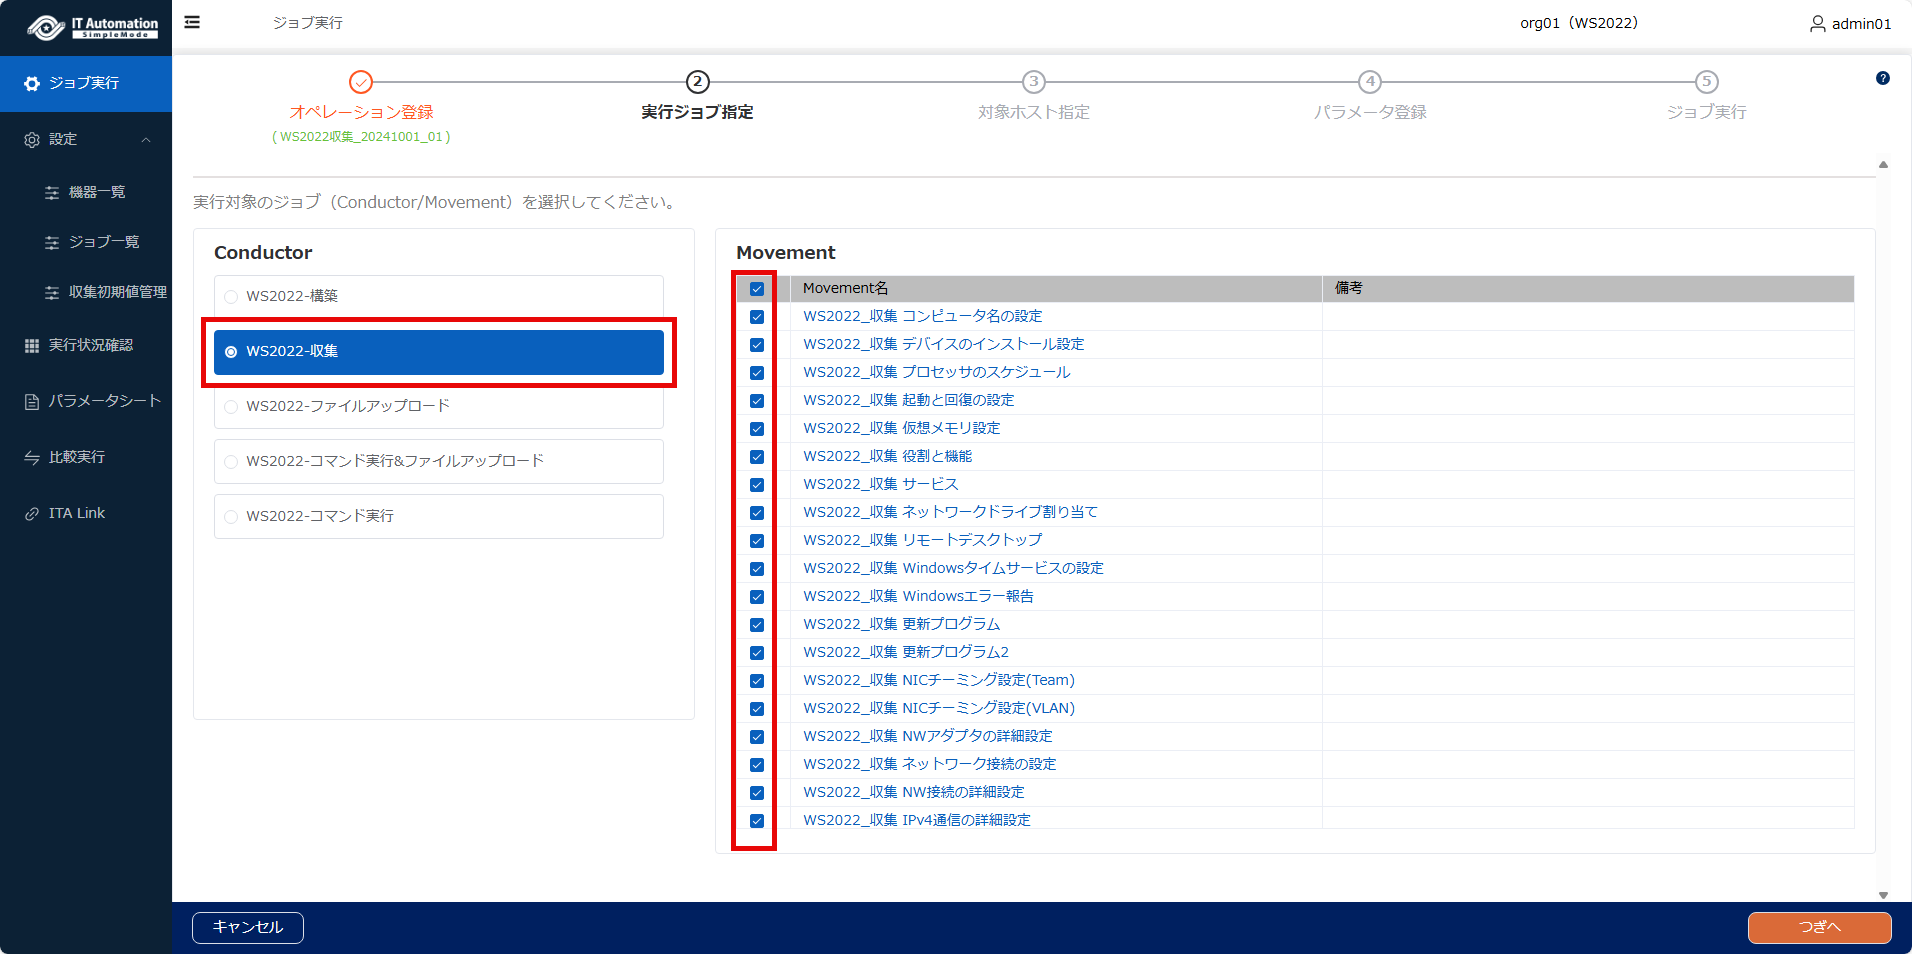 IT Automation
SimpleMode
ジョブ実行
org01（WS2022）
admin01
ジョブ実行
設定
機器一覧
ジョブ一覧
収集初期値管理
実行状況確認
パラメータシート
比較実行
ITA Link
2
3
4
5
?
オペレーション登録
実行ジョブ指定
対象ホスト指定
パラメータ登録
ジョブ実行
( WS2022収集_20241001_01 )
実行対象のジョブ（Conductor/Movement）を選択してください。
Conductor
WS2022-構築
WS2022-収集
WS2022-ファイルアップロード
WS2022-コマンド実行&ファイルアップロード
WS2022-コマンド実行
Movement
Movement名 備考
WS2022_収集 コンピュータ名の設定
WS2022_収集 デバイスのインストール設定
WS2022_収集 プロセッサのスケジュール
WS2022_収集 起動と回復の設定
WS2022_収集 仮想メモリ設定
WS2022_収集 役割と機能
WS2022_収集 サービス
WS2022_収集 ネットワークドライブ割り当て
WS2022_収集 リモートデスクトップ
WS2022_収集 Windowsタイムサービスの設定
WS2022_収集 Windowsエラー報告
WS2022_収集 更新プログラム
WS2022_収集 更新プログラム2
WS2022_収集 NICチーミング設定(Team)
WS2022_収集 NICチーミング設定(VLAN)
WS2022_収集 NWアダプタの詳細設定
WS2022_収集 ネットワーク接続の設定
WS2022_収集 NW接続の詳細設定
WS2022_収集 IPv4通信の詳細設定
キャンセル
つぎへ